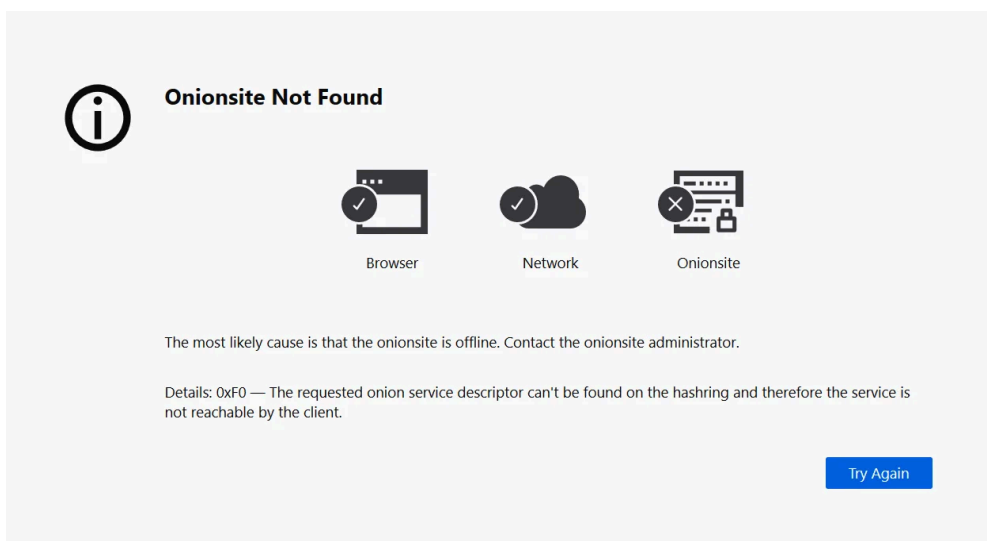 Onionsite Not Found
Browser
Network
Onionsite
The most likely cause is that the onionsite is offline. Contact the onionsite administrator.
Details: 0xF0 — The requested onion service descriptor can't be found on the hashring and therefore the service is
not reachable by the client.
Try Again